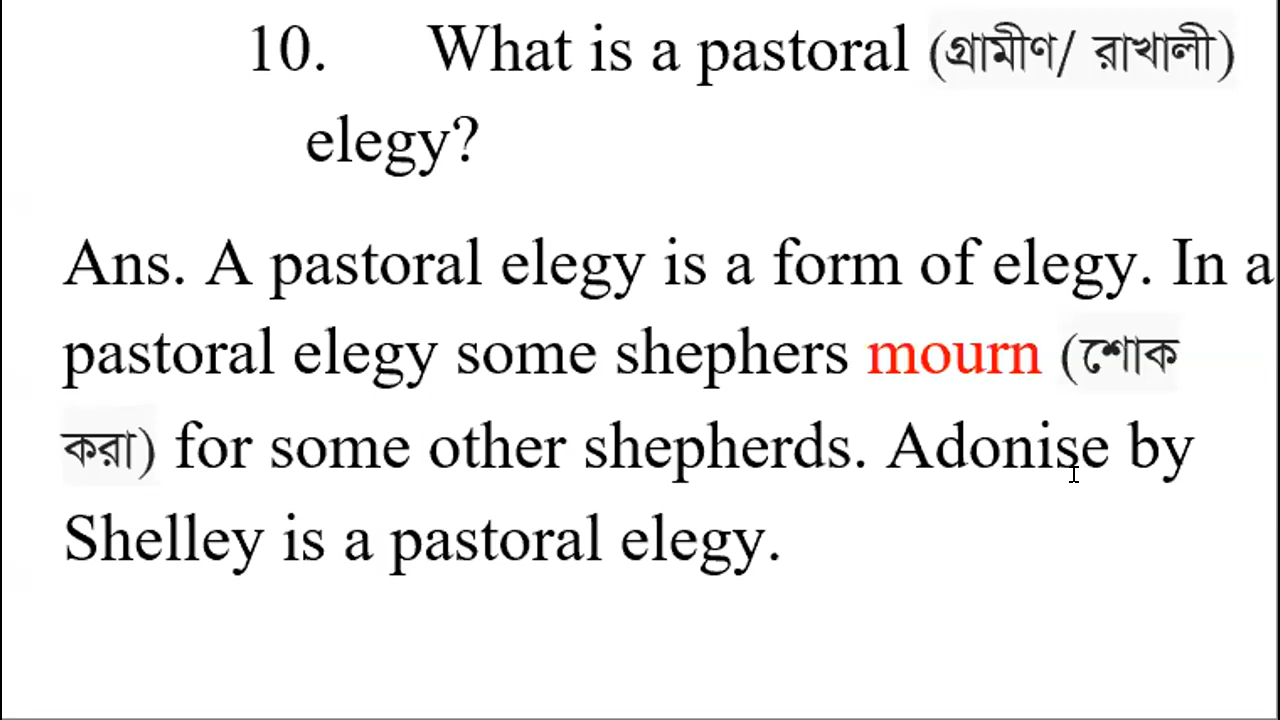 10. What is a pastoral (গ্রামীণ/ রাখালী)
elegy?
Ans. A pastoral elegy is a form of elegy. In a
pastoral elegy some shephers mourn (শোক
করা) for some other shepherds. Adonise by
Shelley is a pastoral elegy.